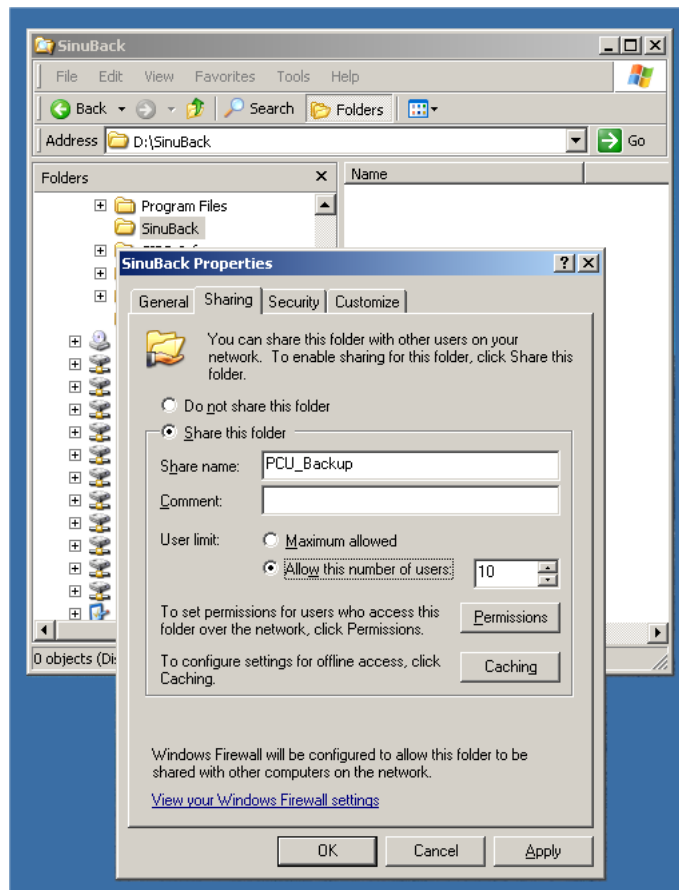 SinuBack
File Edit View Favorites Tools Help
Back Search Folders
Address D:\SinuBack Go
Folders x Name
Program Files
SinuBack
SinuBack Properties
General Sharing Security Customize
You can share this folder with other users on your
network. To enable sharing for this folder, click Share this
folder.
Do not share this folder
Share this folder
Share name: PCU_Backup
Comment:
User limit: Maximum allowed
Allow this number of users: 10
To set permissions for users who access this
folder over the network, click Permissions.
Permissions
To configure settings for offline access, click
Caching.
Caching
0 objects (Di
Windows Firewall will be configured to allow this folder to be
shared with other computers on the network.
View your Windows Firewall settings
OK Cancel Apply